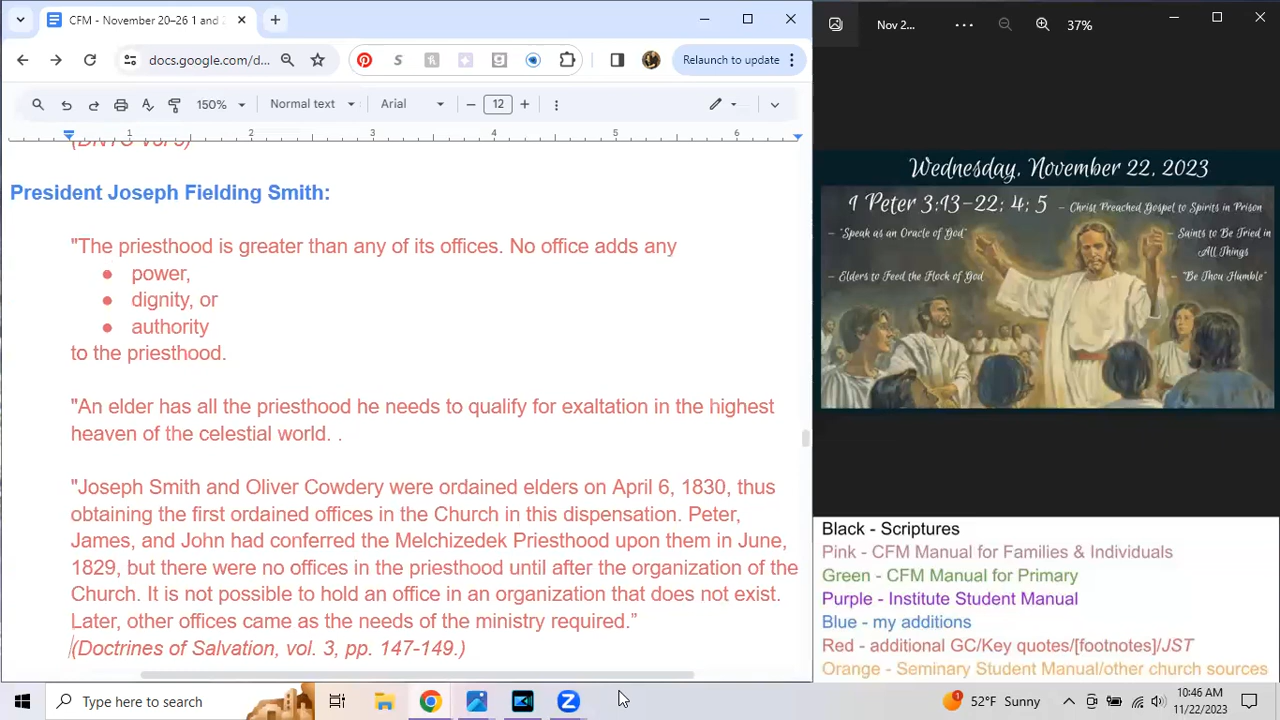 CFM - November 20–26 1 and
docs.google.com/d...
Relaunch to update
Nov 2...
37%
150%
Normal text
Arial
12
1 2 3 4 5 6
President Joseph Fielding Smith:
"The priesthood is greater than any of its offices. No office adds any
● power,
● dignity, or
● authority
to the priesthood.
"An elder has all the priesthood he needs to qualify for exaltation in the highest
heaven of the celestial world. .
"Joseph Smith and Oliver Cowdery were ordained elders on April 6, 1830, thus
obtaining the first ordained offices in the Church in this dispensation. Peter,
James, and John had conferred the Melchizedek Priesthood upon them in June,
1829, but there were no offices in the priesthood until after the organization of the
Church. It is not possible to hold an office in an organization that does not exist.
Later, other offices came as the needs of the ministry required.”
(Doctrines of Salvation, vol. 3, pp. 147-149.)
Wednesday, November 22, 2023
1 Peter 3:13-22; 4; 5
– Christ Preached Gospel to Spirits in Prison
– "Speak as an Oracle of God"
– Saints to Be Tried in
All Things
– Elders to Feed the Flock of God
– "Be Thou Humble"
Black - Scriptures
Pink - CFM Manual for Families & Individuals
Green - CFM Manual for Primary
Purple - Institute Student Manual
Blue - my additions
Red - additional GC/Key quotes/[footnotes]/JST
Orange - Seminary Student Manual/other church sources
Type here to search
1
52°F Sunny
10:46 AM
11/22/2023